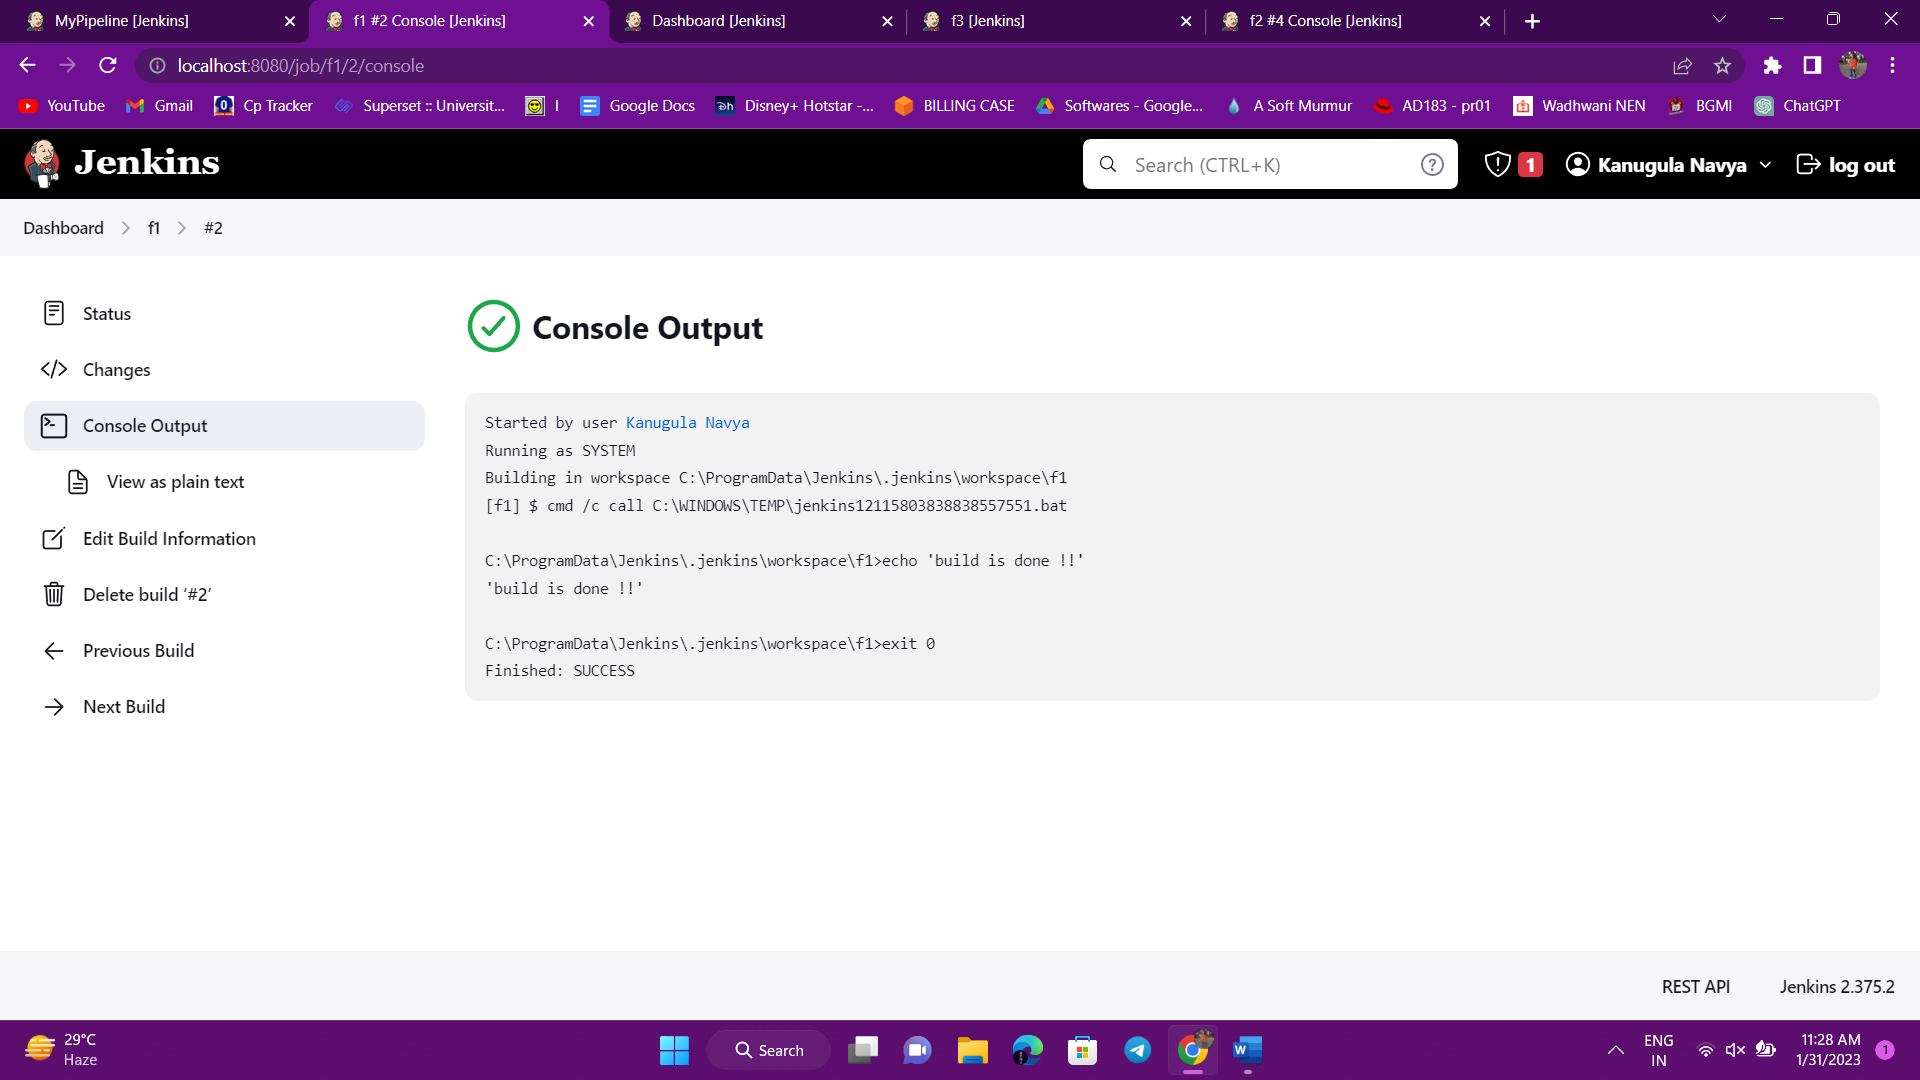 MyPipeline [Jenkins]
f1 #2 Console [Jenkins]
Dashboard [Jenkins]
f3 [Jenkins]
f2 #4 Console [Jenkins]
localhost:8080/job/f1/2/console
YouTube
Gmail
Cp Tracker
Superset :: Universit...
I
Google Docs
Disney+ Hotstar -...
BILLING CASE
Softwares - Google...
A Soft Murmur
AD183 - pr01
Wadhwani NEN
BGMI
ChatGPT
Jenkins
Search (CTRL+K)
1
Kanugula Navya
log out
Dashboard
f1
#2
Status
Changes
Console Output
View as plain text
Edit Build Information
Delete build ‘#2’
Previous Build
Next Build
Console Output
Started by user Kanugula Navya
Running as SYSTEM
Building in workspace C:\ProgramData\Jenkins\.jenkins\workspace\f1
[f1] $ cmd /c call C:\WINDOWS\TEMP\jenkins12115803838838557551.bat
C:\ProgramData\Jenkins\.jenkins\workspace\f1>echo 'build is done !!'
'build is done !!'
C:\ProgramData\Jenkins\.jenkins\workspace\f1>exit 0
Finished: SUCCESS
REST API
Jenkins 2.375.2
29°C
Haze
Search
ENG
IN
11:28 AM
1/31/2023
1